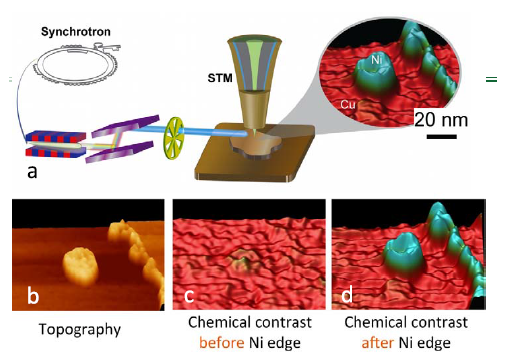 Synchrotron
STM
Ni
Cu
20 nm
a
b
c
d
Topography
Chemical contrast
before Ni edge
Chemical contrast
after Ni edge